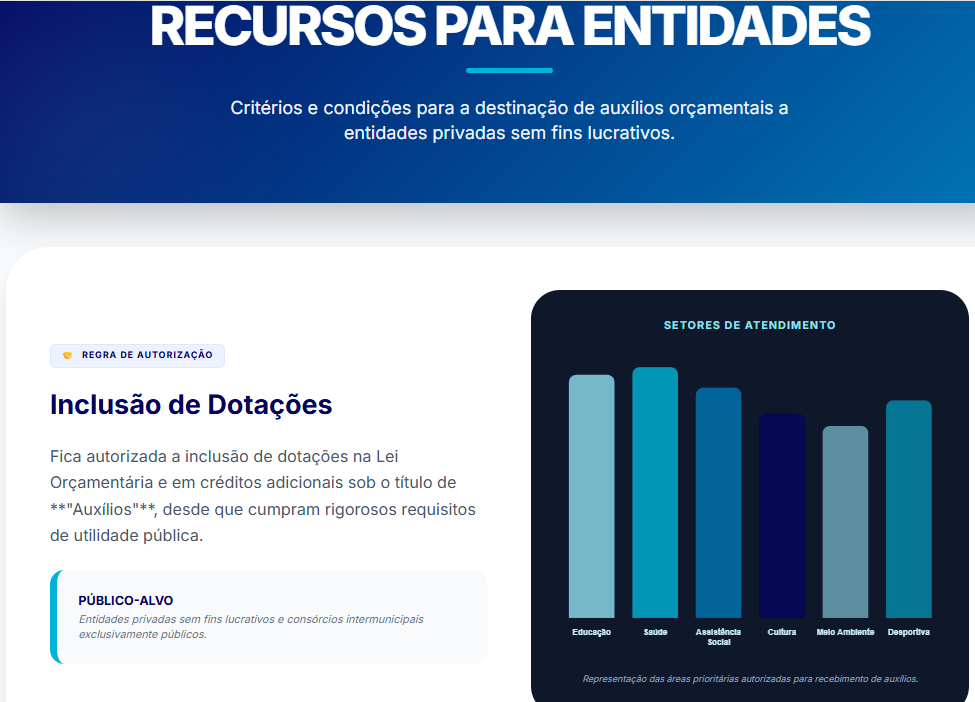 RECURSOS PARA ENTIDADES
Critérios e condições para a destinação de auxílios orçamentais a
entidades privadas sem fins lucrativos.
REGRA DE AUTORIZAÇÃO
Inclusão de Dotações
Fica autorizada a inclusão de dotações na Lei
Orçamentária e em créditos adicionais sob o título de
**"Auxílios"**, desde que cumpram rigorosos requisitos
de utilidade pública.
PÚBLICO-ALVO
Entidades privadas sem fins lucrativos e consórcios intermunicipais
exclusivamente públicos.
SETORES DE ATENDIMENTO
Educação
Saúde
Assistência
Social
Cultura
Meio Ambiente
Desportiva
Representação das áreas prioritárias autorizadas para recebimento de auxílios.